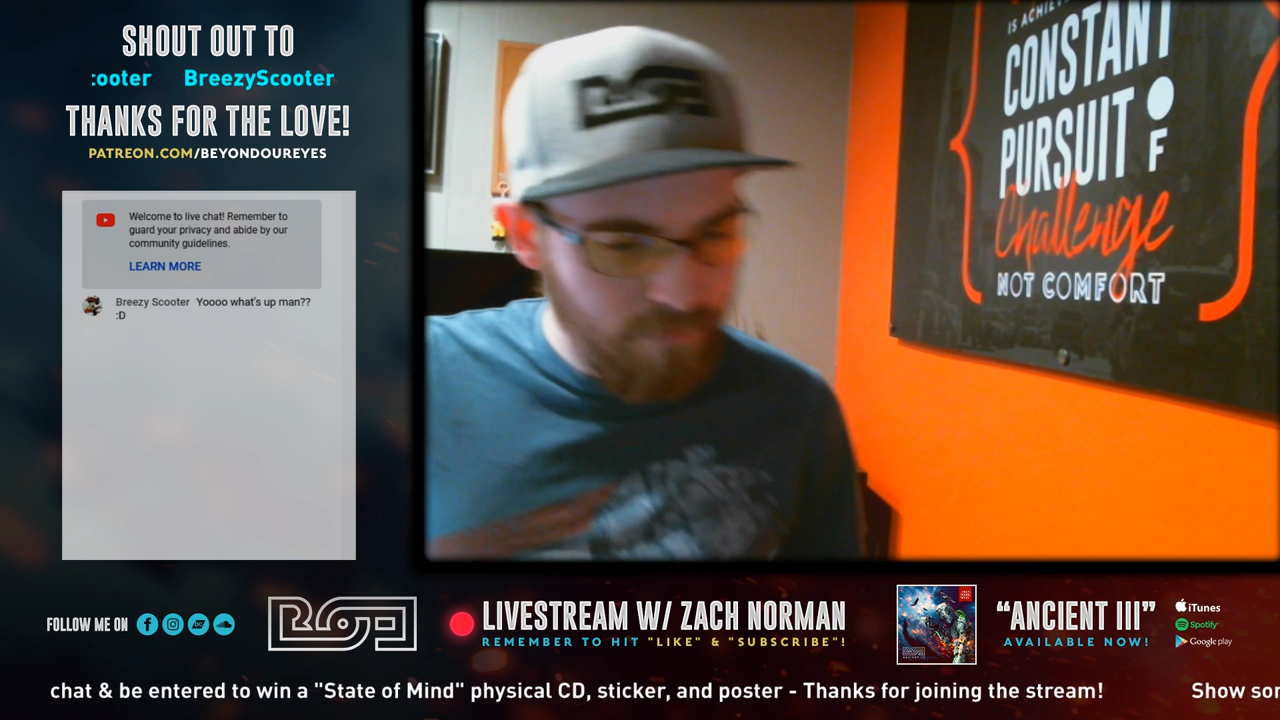 SHOUT OUT TO
:ooter BreezyScooter
THANKS FOR THE LOVE!
PATREON.COM/BEYONDOUREYES
Welcome to live chat! Remember to
guard your privacy and abide by our
community guidelines.
LEARN MORE
Breezy Scooter Yoooo what's up man??
:D
CONSTANT
PURSUIT OF
Challenge
NOT COMFORT
FOLLOW ME ON
LIVESTREAM W/ ZACH NORMAN
REMEMBER TO HIT "LIKE" & "SUBSCRIBE"!
“ANCIENT III”
AVAILABLE NOW!
iTunes
Spotify
Google play
chat & be entered to win a "State of Mind" physical CD, sticker, and poster - Thanks for joining the stream! Show